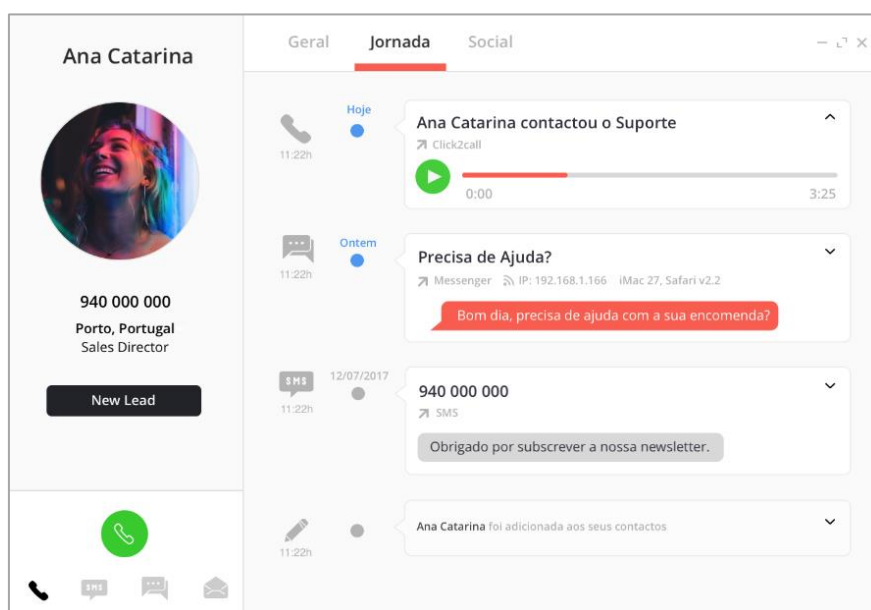 Ana Catarina
940 000 000
Porto, Portugal
Sales Director
New Lead
SMS
Geral
Jornada
Social
Hoje
11:22h
Ana Catarina contactou o Suporte
Click2call
0:00
3:25
Ontem
11:22h
Precisa de Ajuda?
Messenger IP: 192.168.1.166 iMac 27, Safari v2.2
Bom dia, precisa de ajuda com a sua encomenda?
SMS
12/07/2017
11:22h
940 000 000
SMS
Obrigado por subscrever a nossa newsletter.
11:22h
Ana Catarina foi adicionada aos seus contactos